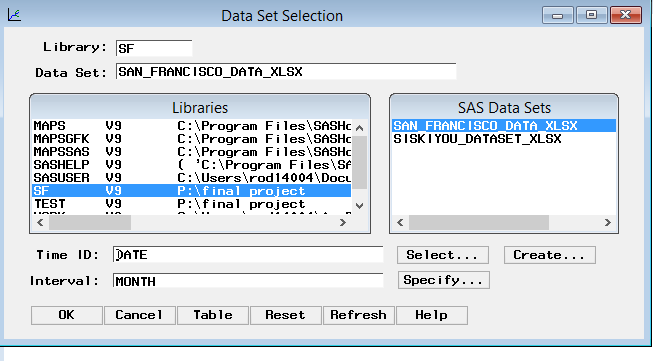 Data Set Selection
Library: SF
Data Set: SAN_FRANCISCO_DATA_XLSX
Libraries
MAPS V9 C:\Program Files\SASHo
MAPSGFK V9 C:\Program Files\SASHo
MAPSSAS V9 C:\Program Files\SASHo
SASHELP V9 ( 'C:\Program Files\SA
SASUSER V9 C:\Users\rod14004\Docu
SF V9 P:\final project
TEST V9 P:\final project
SAS Data Sets
SAN_FRANCISCO_DATA_XLSX
SISKIYOU_DATASET_XLSX
Time ID: DATE Select... Create...
Interval: MONTH Specify...
OK Cancel Table Reset Refresh Help